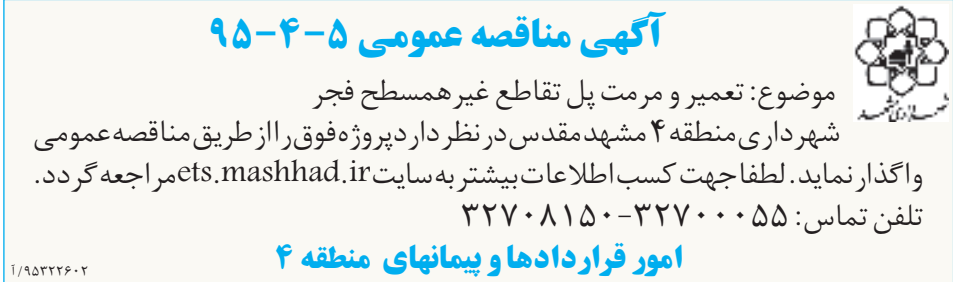 آگهی مناقصه عمومی ۵-۴-۹۵
موضوع: تعمیر و مرمت پل تقاطع غیر همسطح فجر
شهرداری منطقه ۴ مشهد مقدس در نظر دارد پروژه فوق را از طریق مناقصه عمومی
واگذار نماید. لطفا جهت کسب اطلاعات بیشتر به سایت ets.mashhad.ir مراجعه گردد.
تلفن تماس: ۳۲۷۰۰۰۵۵-۳۲۷۰۸۱۵۰
امور قراردادها و پیمانهای منطقه ۴
۹۵۳۲۲۶۰۲/آ